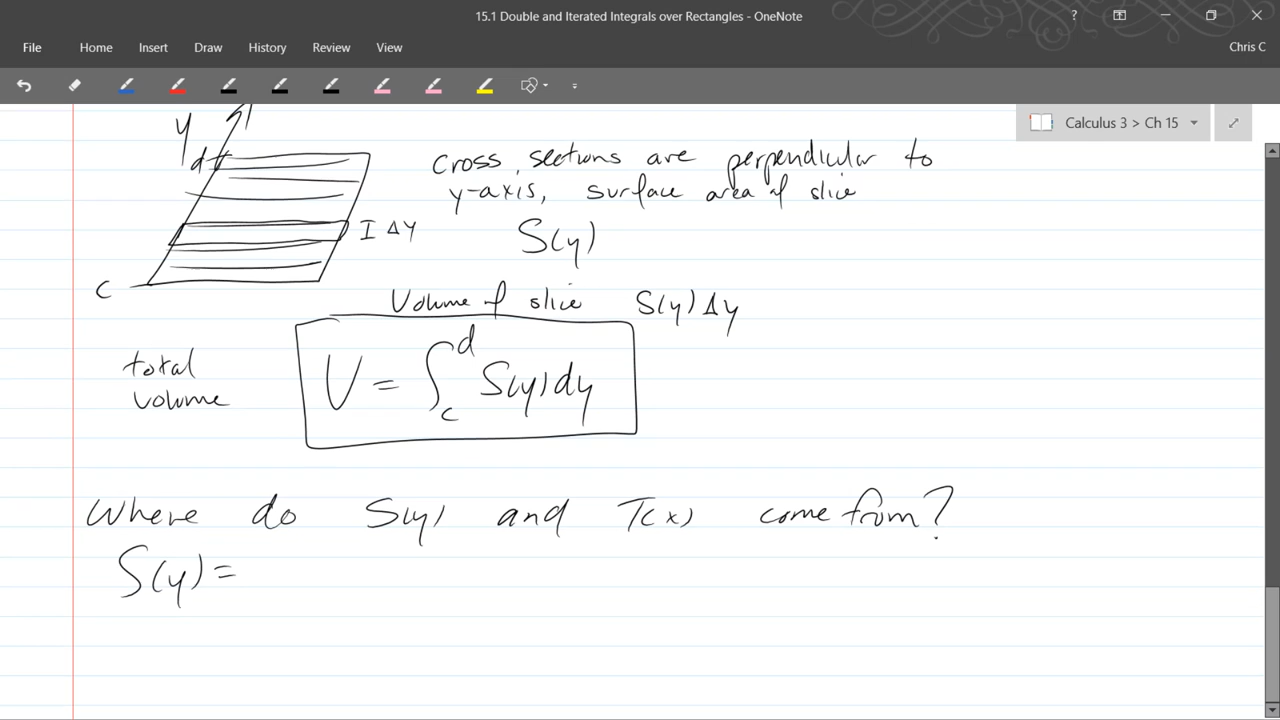 15.1 Double and Iterated Integrals over Rectangles - OneNote
?
File Home Insert Draw History Review View
Chris C
Calculus 3 > Ch 15
y
d
cross sections are perpendicular to
y-axis, surface area of slice
I Δy
S(y)
c
Volume of slice S(y) Δy
total
volume
V = ∫_c^d S(y) dy
Where do S(y) and T(x) come from?
S(y) =